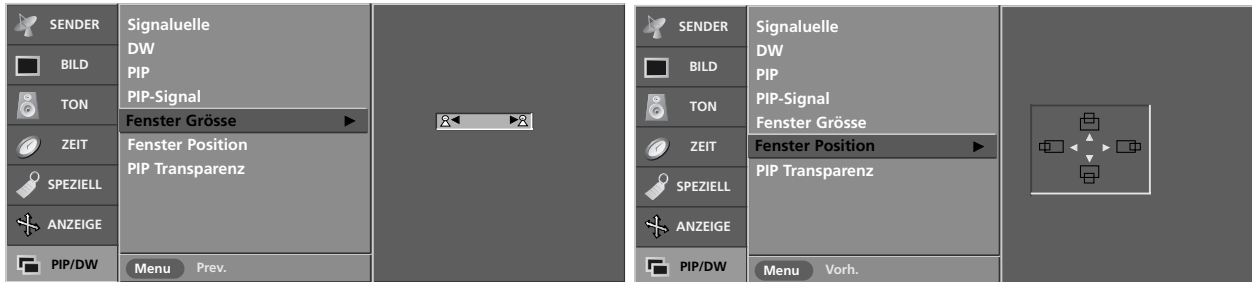 SENDER
BILD
TON
ZEIT
SPEZIELL
ANZEIGE
PIP/DW
Signaluelle
DW
PIP
PIP-Signal
Fenster Grösse
Fenster Position
PIP Transparenz
Menu Prev.
SENDER
BILD
TON
ZEIT
SPEZIELL
ANZEIGE
PIP/DW
Signaluelle
DW
PIP
PIP-Signal
Fenster Grösse
Fenster Position
PIP Transparenz
Menu Vorh.